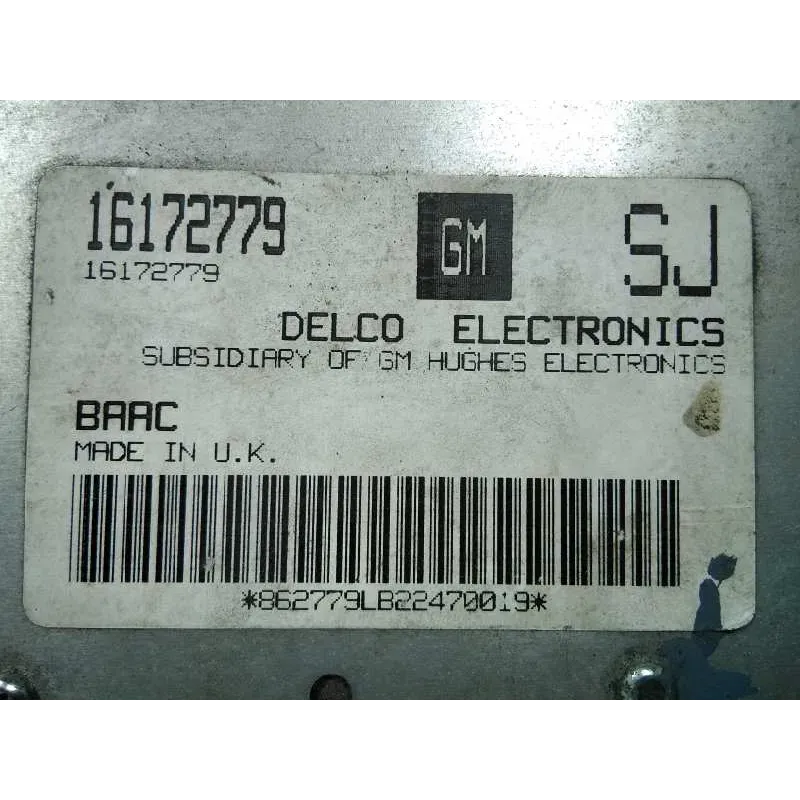 16172779
16172779
GM
SJ
DELCO ELECTRONICS
SUBSIDIARY OF GM HUGHES ELECTRONICS
BAAC
MADE IN U.K.
*862779LB22470019*